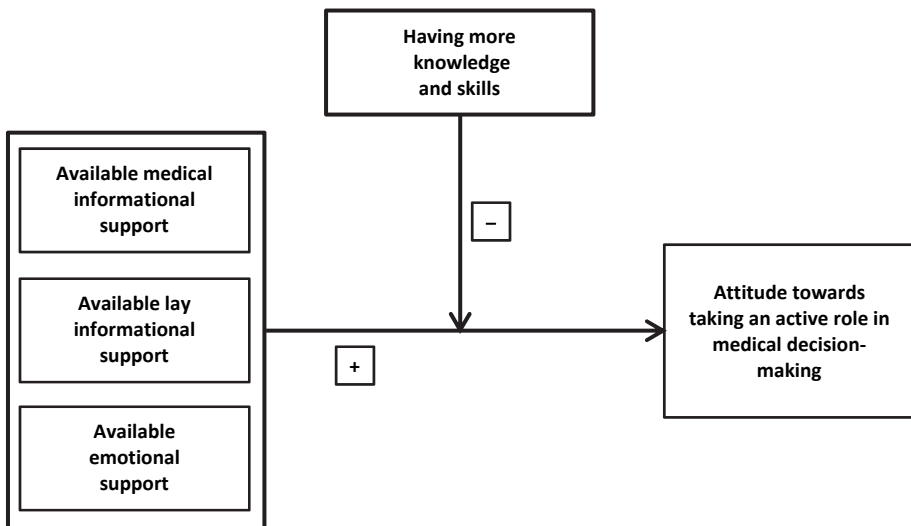 Having more
knowledge
and skills
Available medical
informational
support
–
Available lay
informational
support
Attitude towards
taking an active role in
medical decision-
making
+
Available
emotional
support